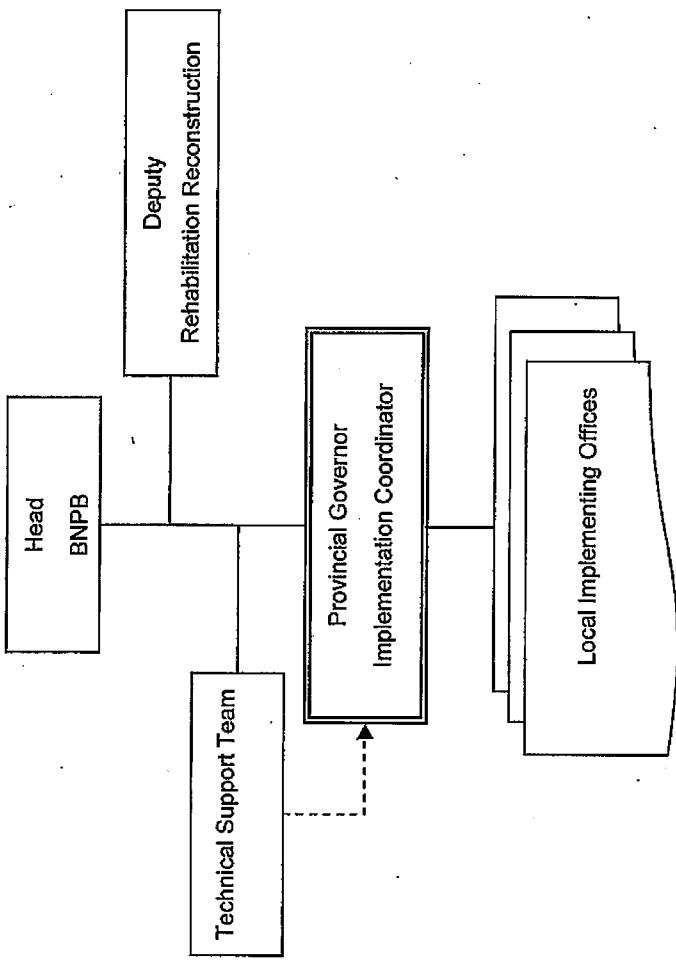 Head
BNPB
Deputy
Rehabilitation Reconstruction
Technical Support Team
Provincial Governor
Implementation Coordinator
Local Implementing Offices